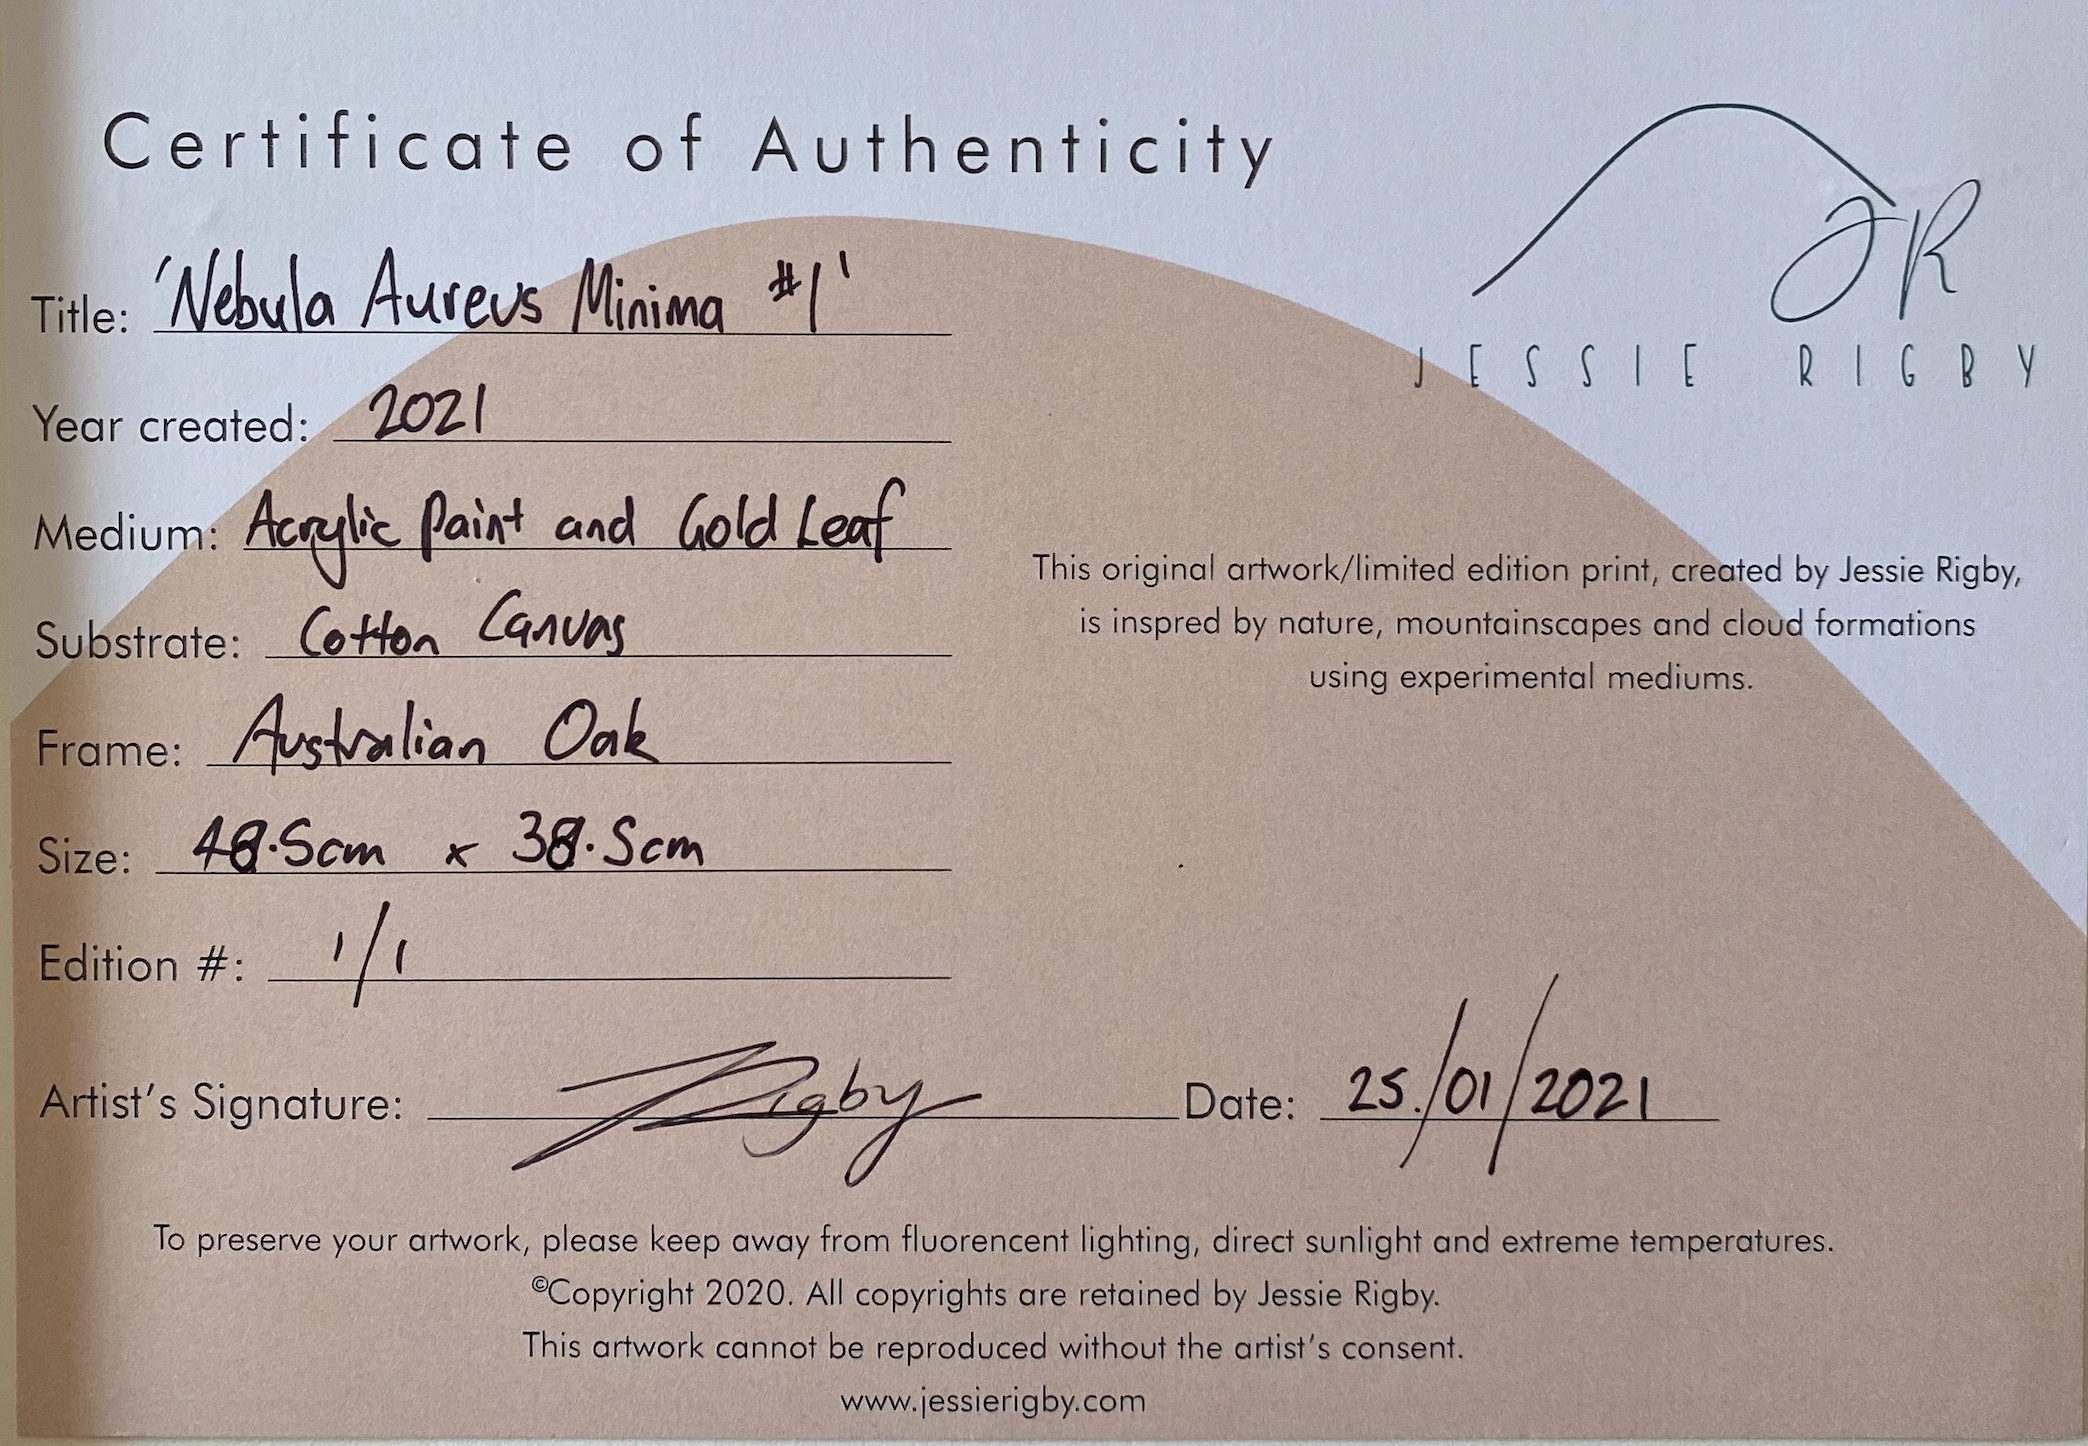 Certificate of Authenticity
JR
JESSIE RIGBY
Title: 'Nebula Aureus Minima #1'
Year created: 2021
Medium: Acrylic Paint and Gold Leaf
Substrate: Cotton Canvas
Frame: Australian Oak
Size: 48.5cm x 38.5cm
Edition #: 1/1
This original artwork/limited edition print, created by Jessie Rigby,
is inspred by nature, mountainscapes and cloud formations
using experimental mediums.
Artist's Signature: JRigby Date: 25./01/2021
To preserve your artwork, please keep away from fluorencent lighting, direct sunlight and extreme temperatures.
©Copyright 2020. All copyrights are retained by Jessie Rigby.
This artwork cannot be reproduced without the artist's consent.
www.jessierigby.com